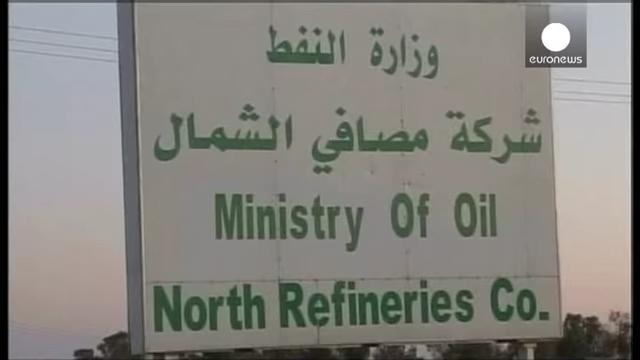 وزارة النفط
شركة مصافي الشمال
Ministry Of Oil
North Refineries Co.
euronews